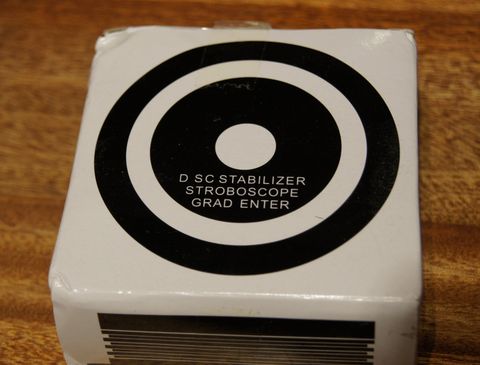 D SC STABILIZER
STROBOSCOPE
GRAD ENTER